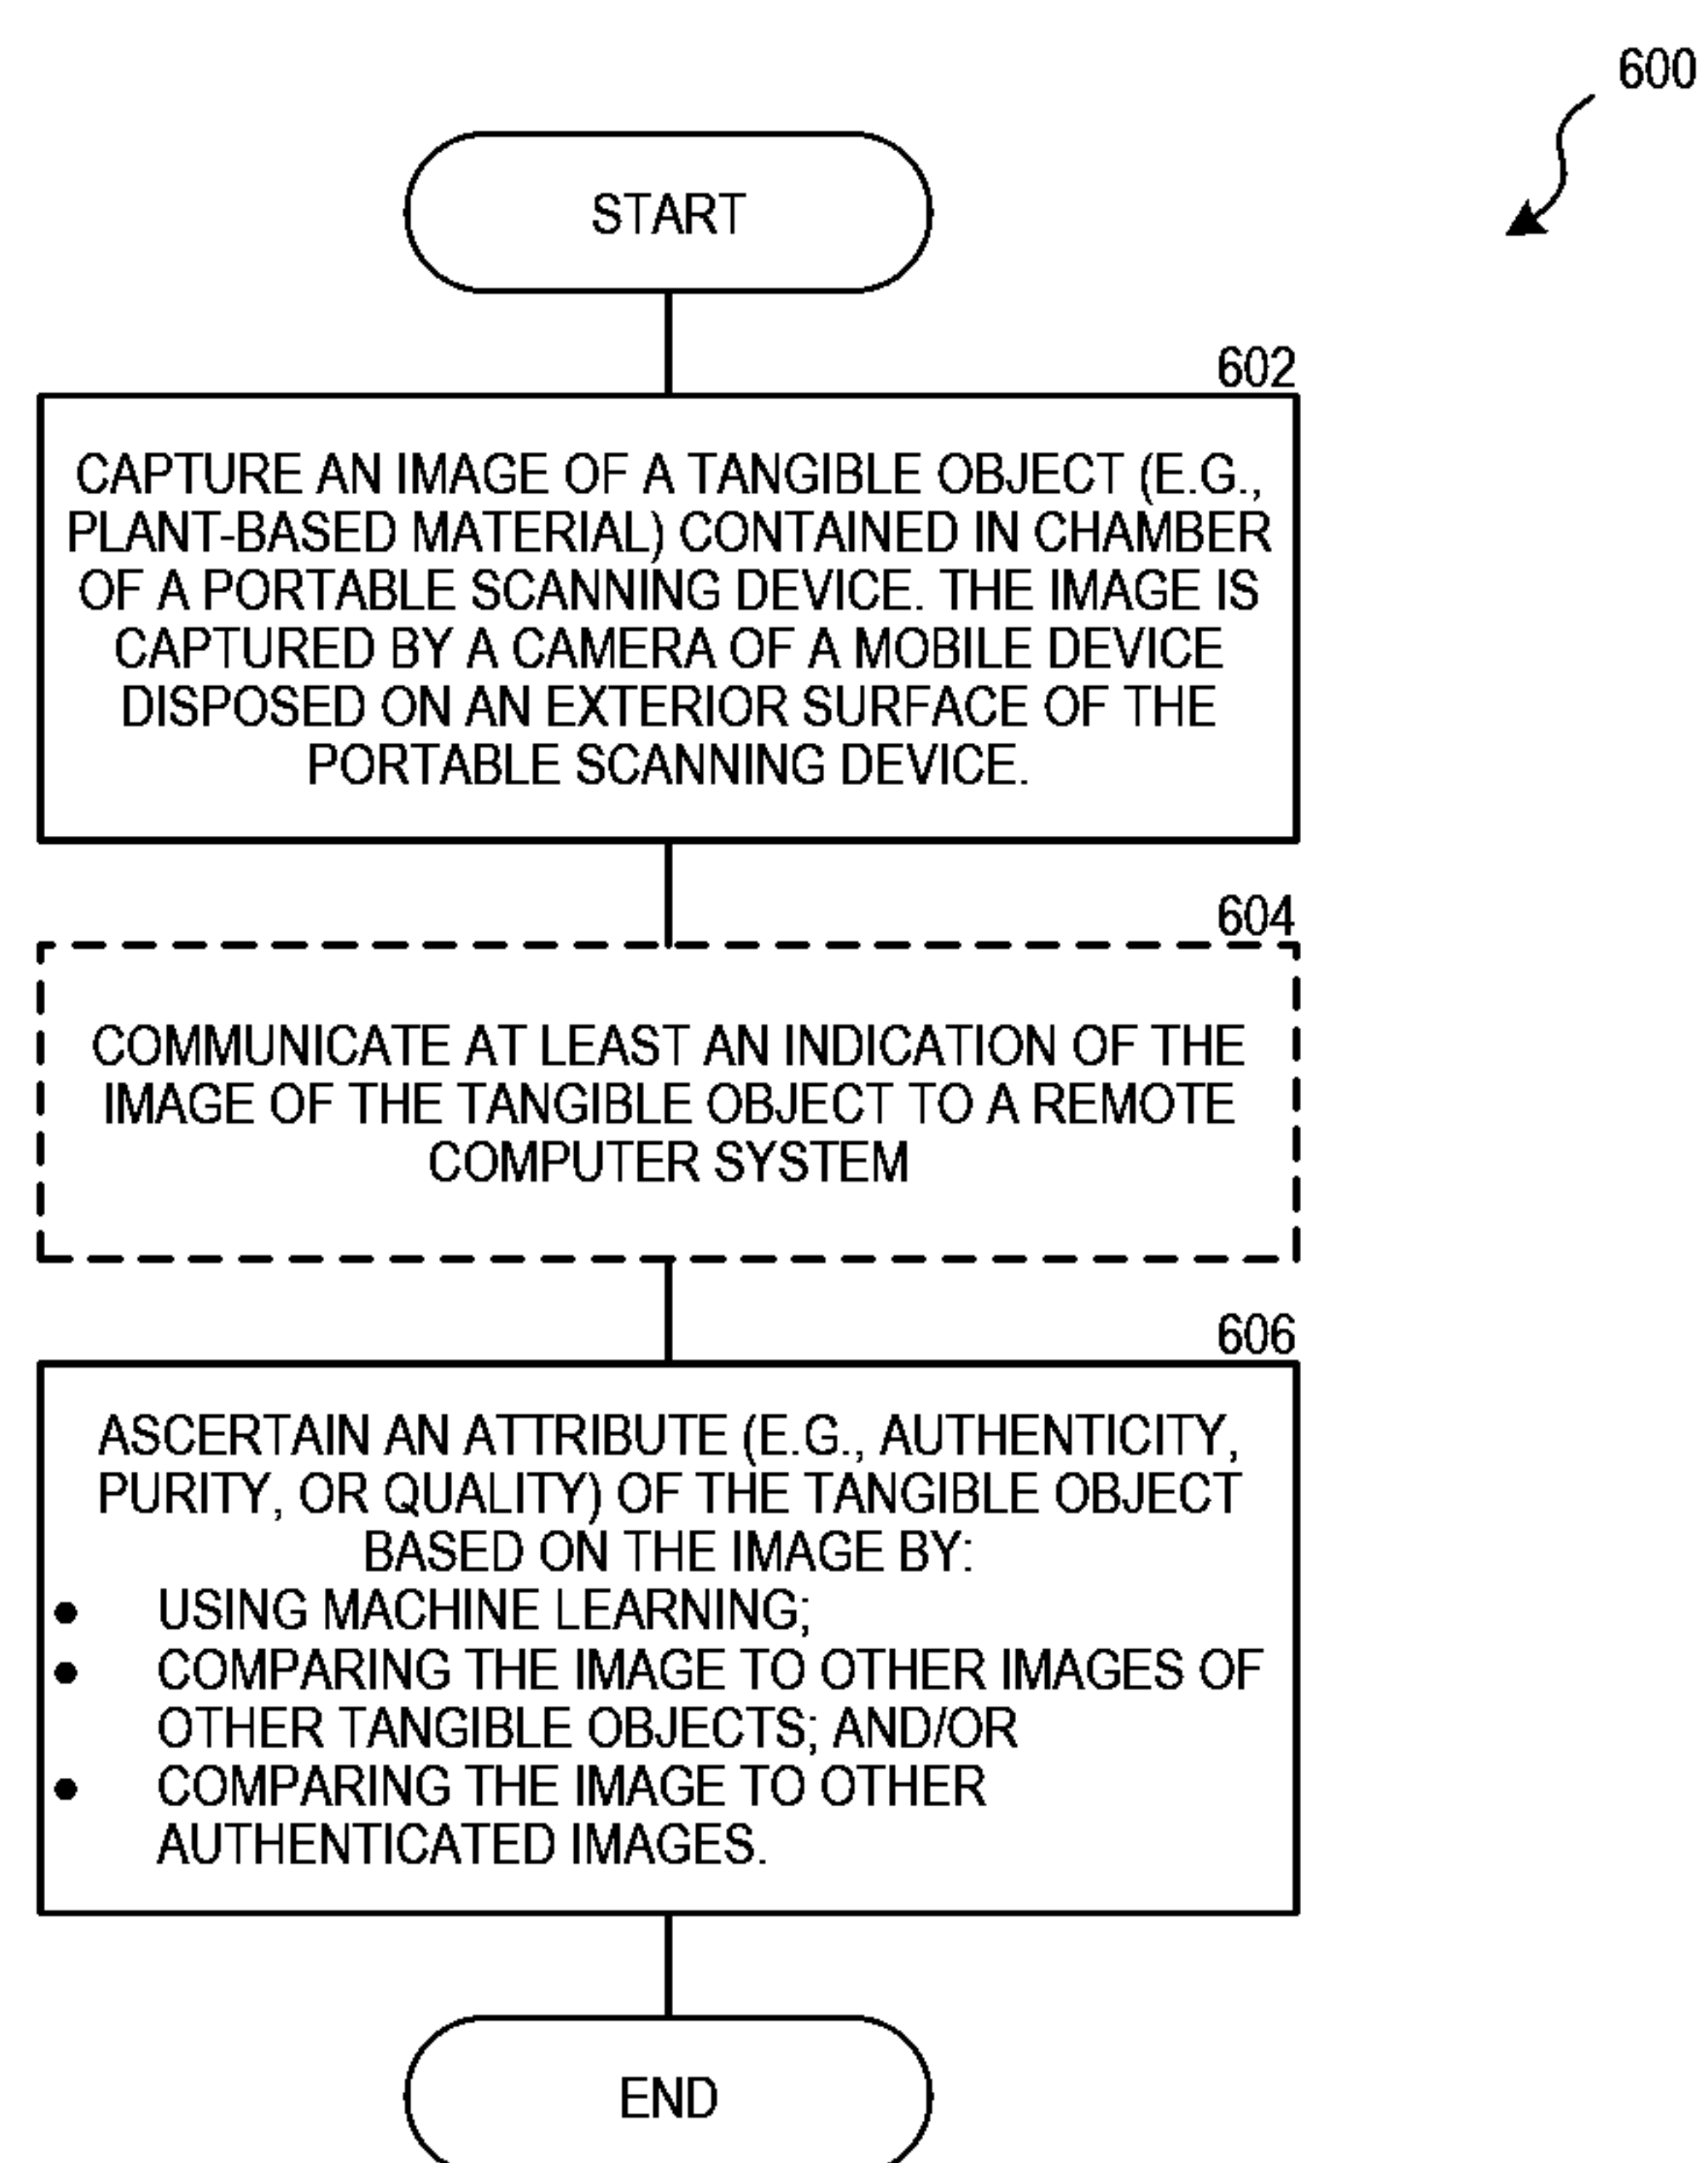 600
START
602
CAPTURE AN IMAGE OF A TANGIBLE OBJECT (E.G.,
PLANT-BASED MATERIAL) CONTAINED IN CHAMBER
OF A PORTABLE SCANNING DEVICE. THE IMAGE IS
CAPTURED BY A CAMERA OF A MOBILE DEVICE
DISPOSED ON AN EXTERIOR SURFACE OF THE
PORTABLE SCANNING DEVICE.
604
COMMUNICATE AT LEAST AN INDICATION OF THE
IMAGE OF THE TANGIBLE OBJECT TO A REMOTE
COMPUTER SYSTEM
606
ASCERTAIN AN ATTRIBUTE (E.G., AUTHENTICITY,
PURITY, OR QUALITY) OF THE TANGIBLE OBJECT
BASED ON THE IMAGE BY:
• USING MACHINE LEARNING;
• COMPARING THE IMAGE TO OTHER IMAGES OF
OTHER TANGIBLE OBJECTS; AND/OR
• COMPARING THE IMAGE TO OTHER
AUTHENTICATED IMAGES.
END